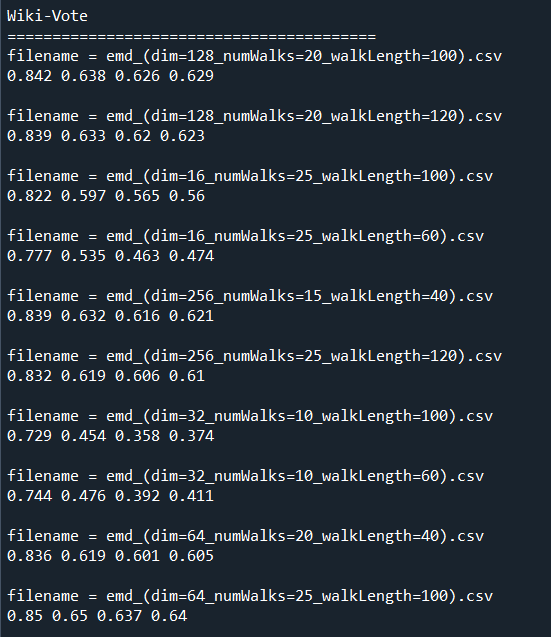 Wiki-Vote
=========================================
filename = emd_(dim=128_numWalks=20_walkLength=100).csv
0.842 0.638 0.626 0.629
filename = emd_(dim=128_numWalks=20_walkLength=120).csv
0.839 0.633 0.62 0.623
filename = emd_(dim=16_numWalks=25_walkLength=100).csv
0.822 0.597 0.565 0.56
filename = emd_(dim=16_numWalks=25_walkLength=60).csv
0.777 0.535 0.463 0.474
filename = emd_(dim=256_numWalks=15_walkLength=40).csv
0.839 0.632 0.616 0.621
filename = emd_(dim=256_numWalks=25_walkLength=120).csv
0.832 0.619 0.606 0.61
filename = emd_(dim=32_numWalks=10_walkLength=100).csv
0.729 0.454 0.358 0.374
filename = emd_(dim=32_numWalks=10_walkLength=60).csv
0.744 0.476 0.392 0.411
filename = emd_(dim=64_numWalks=20_walkLength=40).csv
0.836 0.619 0.601 0.605
filename = emd_(dim=64_numWalks=25_walkLength=100).csv
0.85 0.65 0.637 0.64